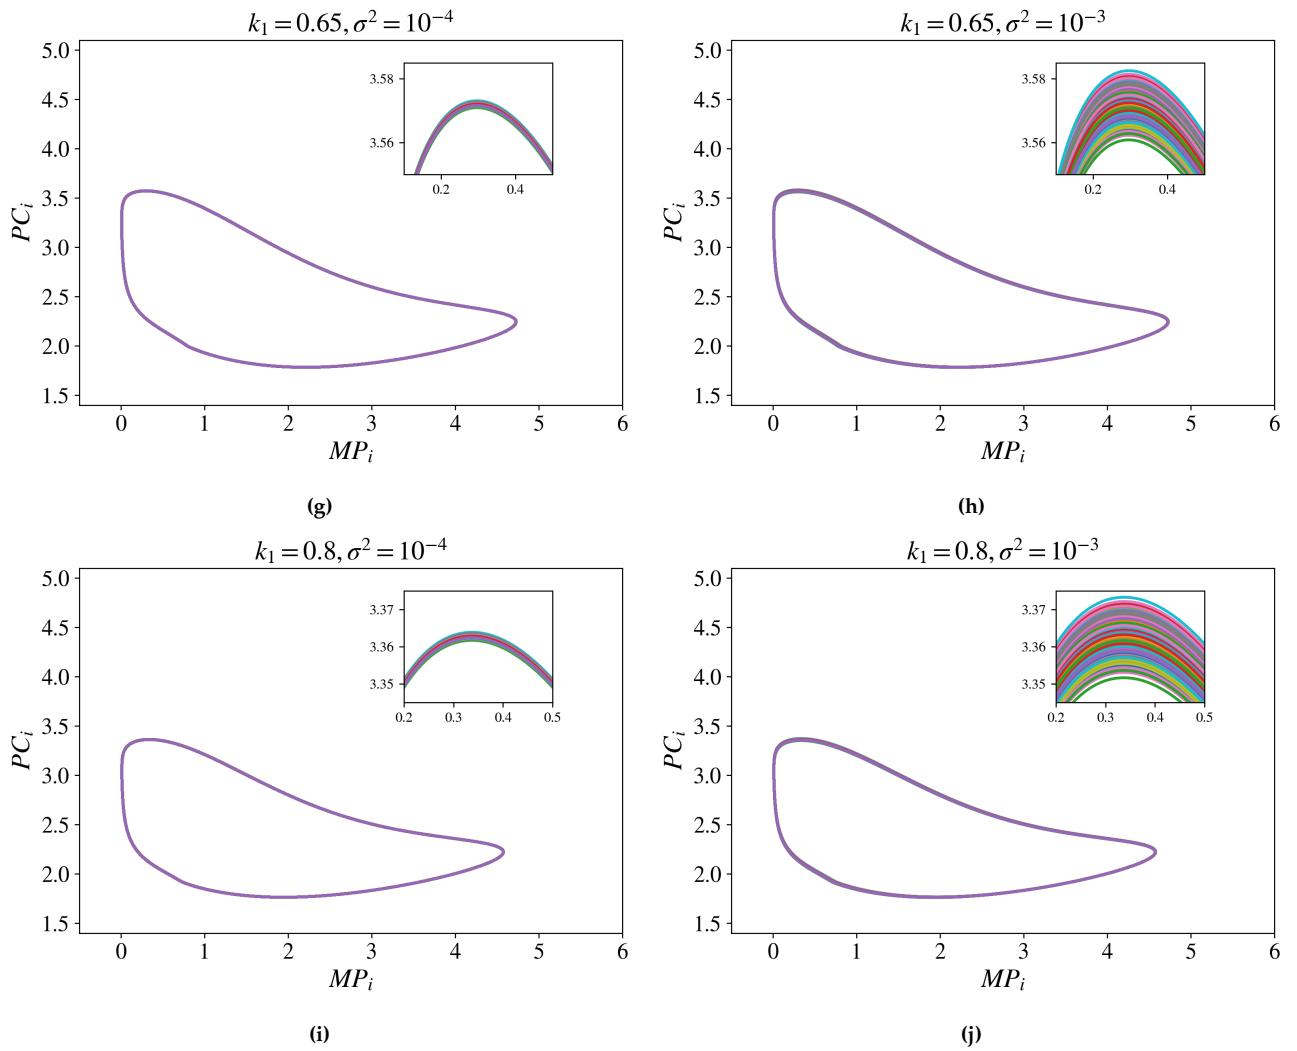 k₁ = 0.65, σ² = 10⁻⁴
5.0
4.5
4.0
3.5
3.0
2.5
2.0
1.5
PCᵢ
3.58
3.56
0.2 0.4
0 1 2 3 4 5 6
MPᵢ
(g)
k₁ = 0.65, σ² = 10⁻³
5.0
4.5
4.0
3.5
3.0
2.5
2.0
1.5
PCᵢ
3.58
3.56
0.2 0.4
0 1 2 3 4 5 6
MPᵢ
(h)
k₁ = 0.8, σ² = 10⁻⁴
5.0
4.5
4.0
3.5
3.0
2.5
2.0
1.5
PCᵢ
3.37
3.36
3.35
0.2 0.3 0.4 0.5
0 1 2 3 4 5 6
MPᵢ
(i)
k₁ = 0.8, σ² = 10⁻³
5.0
4.5
4.0
3.5
3.0
2.5
2.0
1.5
PCᵢ
3.37
3.36
3.35
0.2 0.3 0.4 0.5
0 1 2 3 4 5 6
MPᵢ
(j)